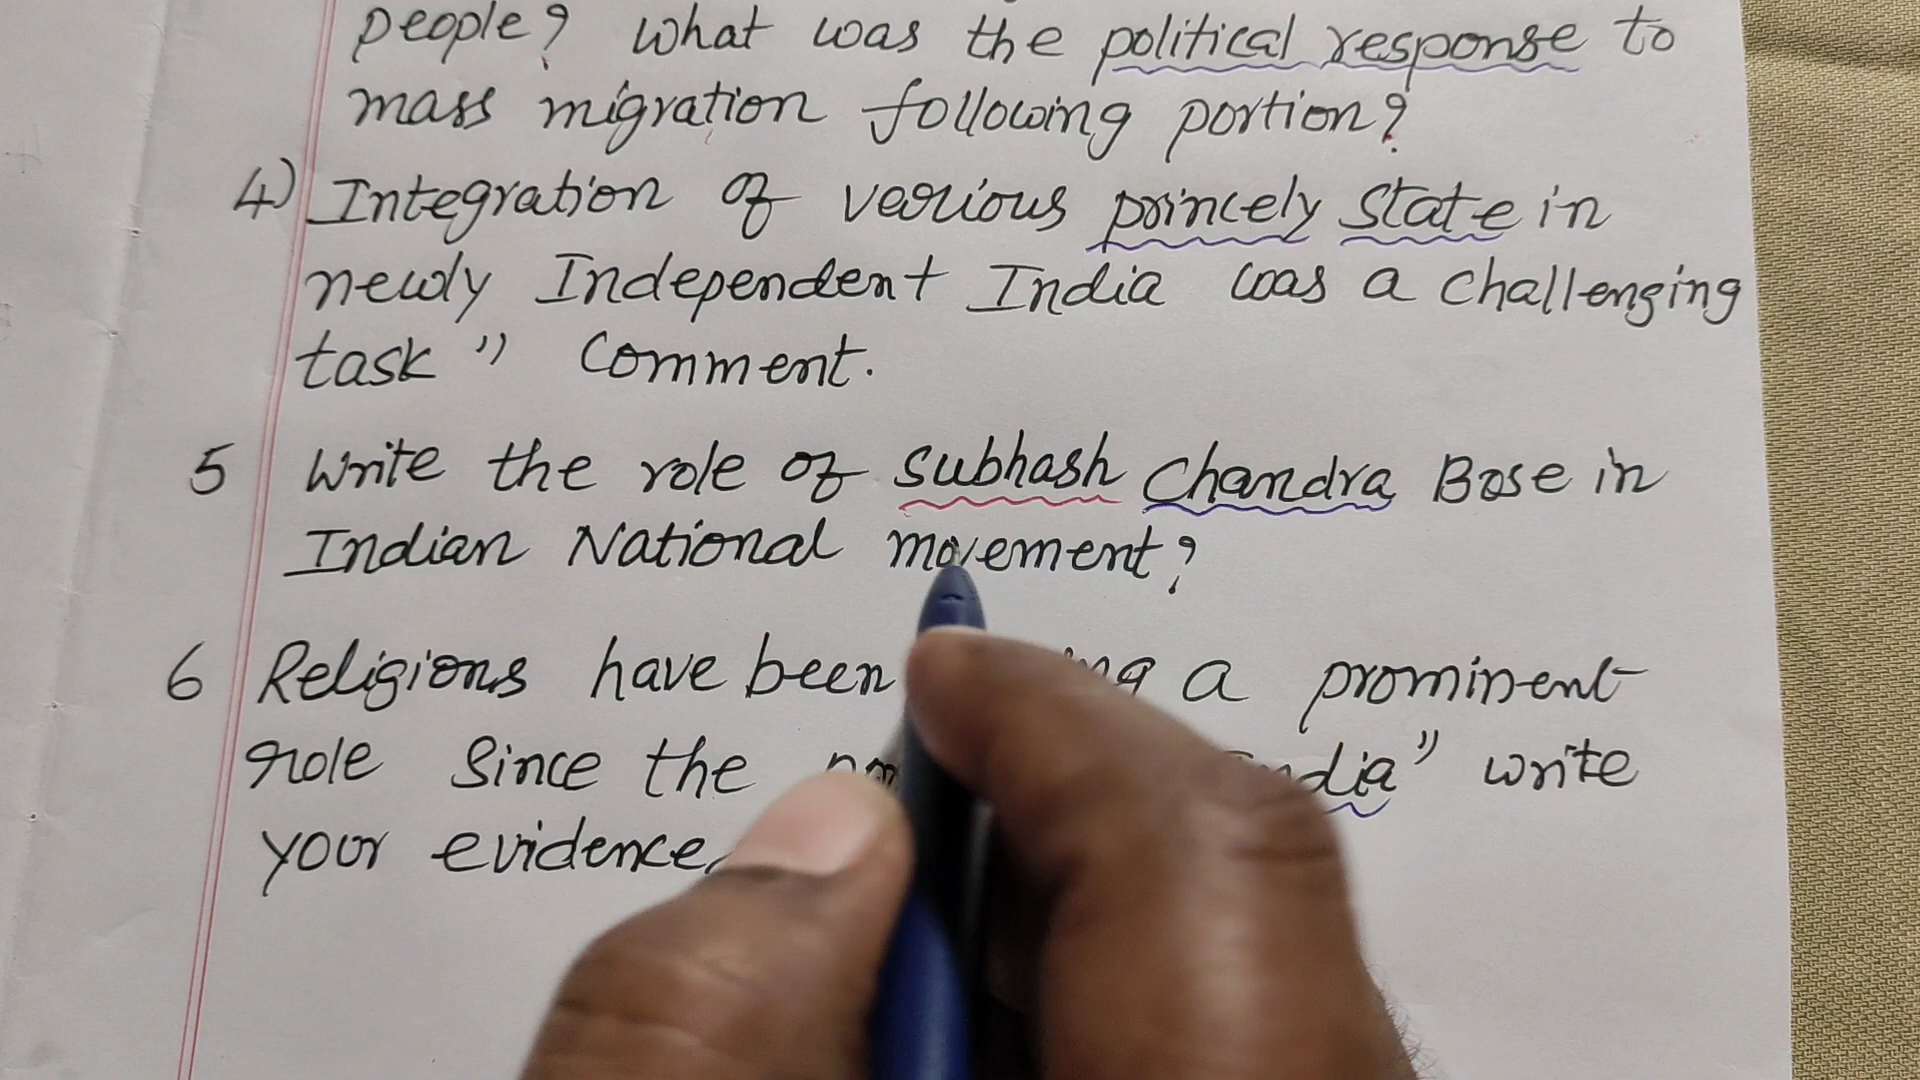 people? What was the political response to
mass migration following portion?
4) Integration of various princely State in
newly Independent India was a challenging
task" Comment.
5 Write the role of Subhash Chandra Bose in
Indian National movement?
6 Religions have been a prominent
role Since the India" write
your evidence